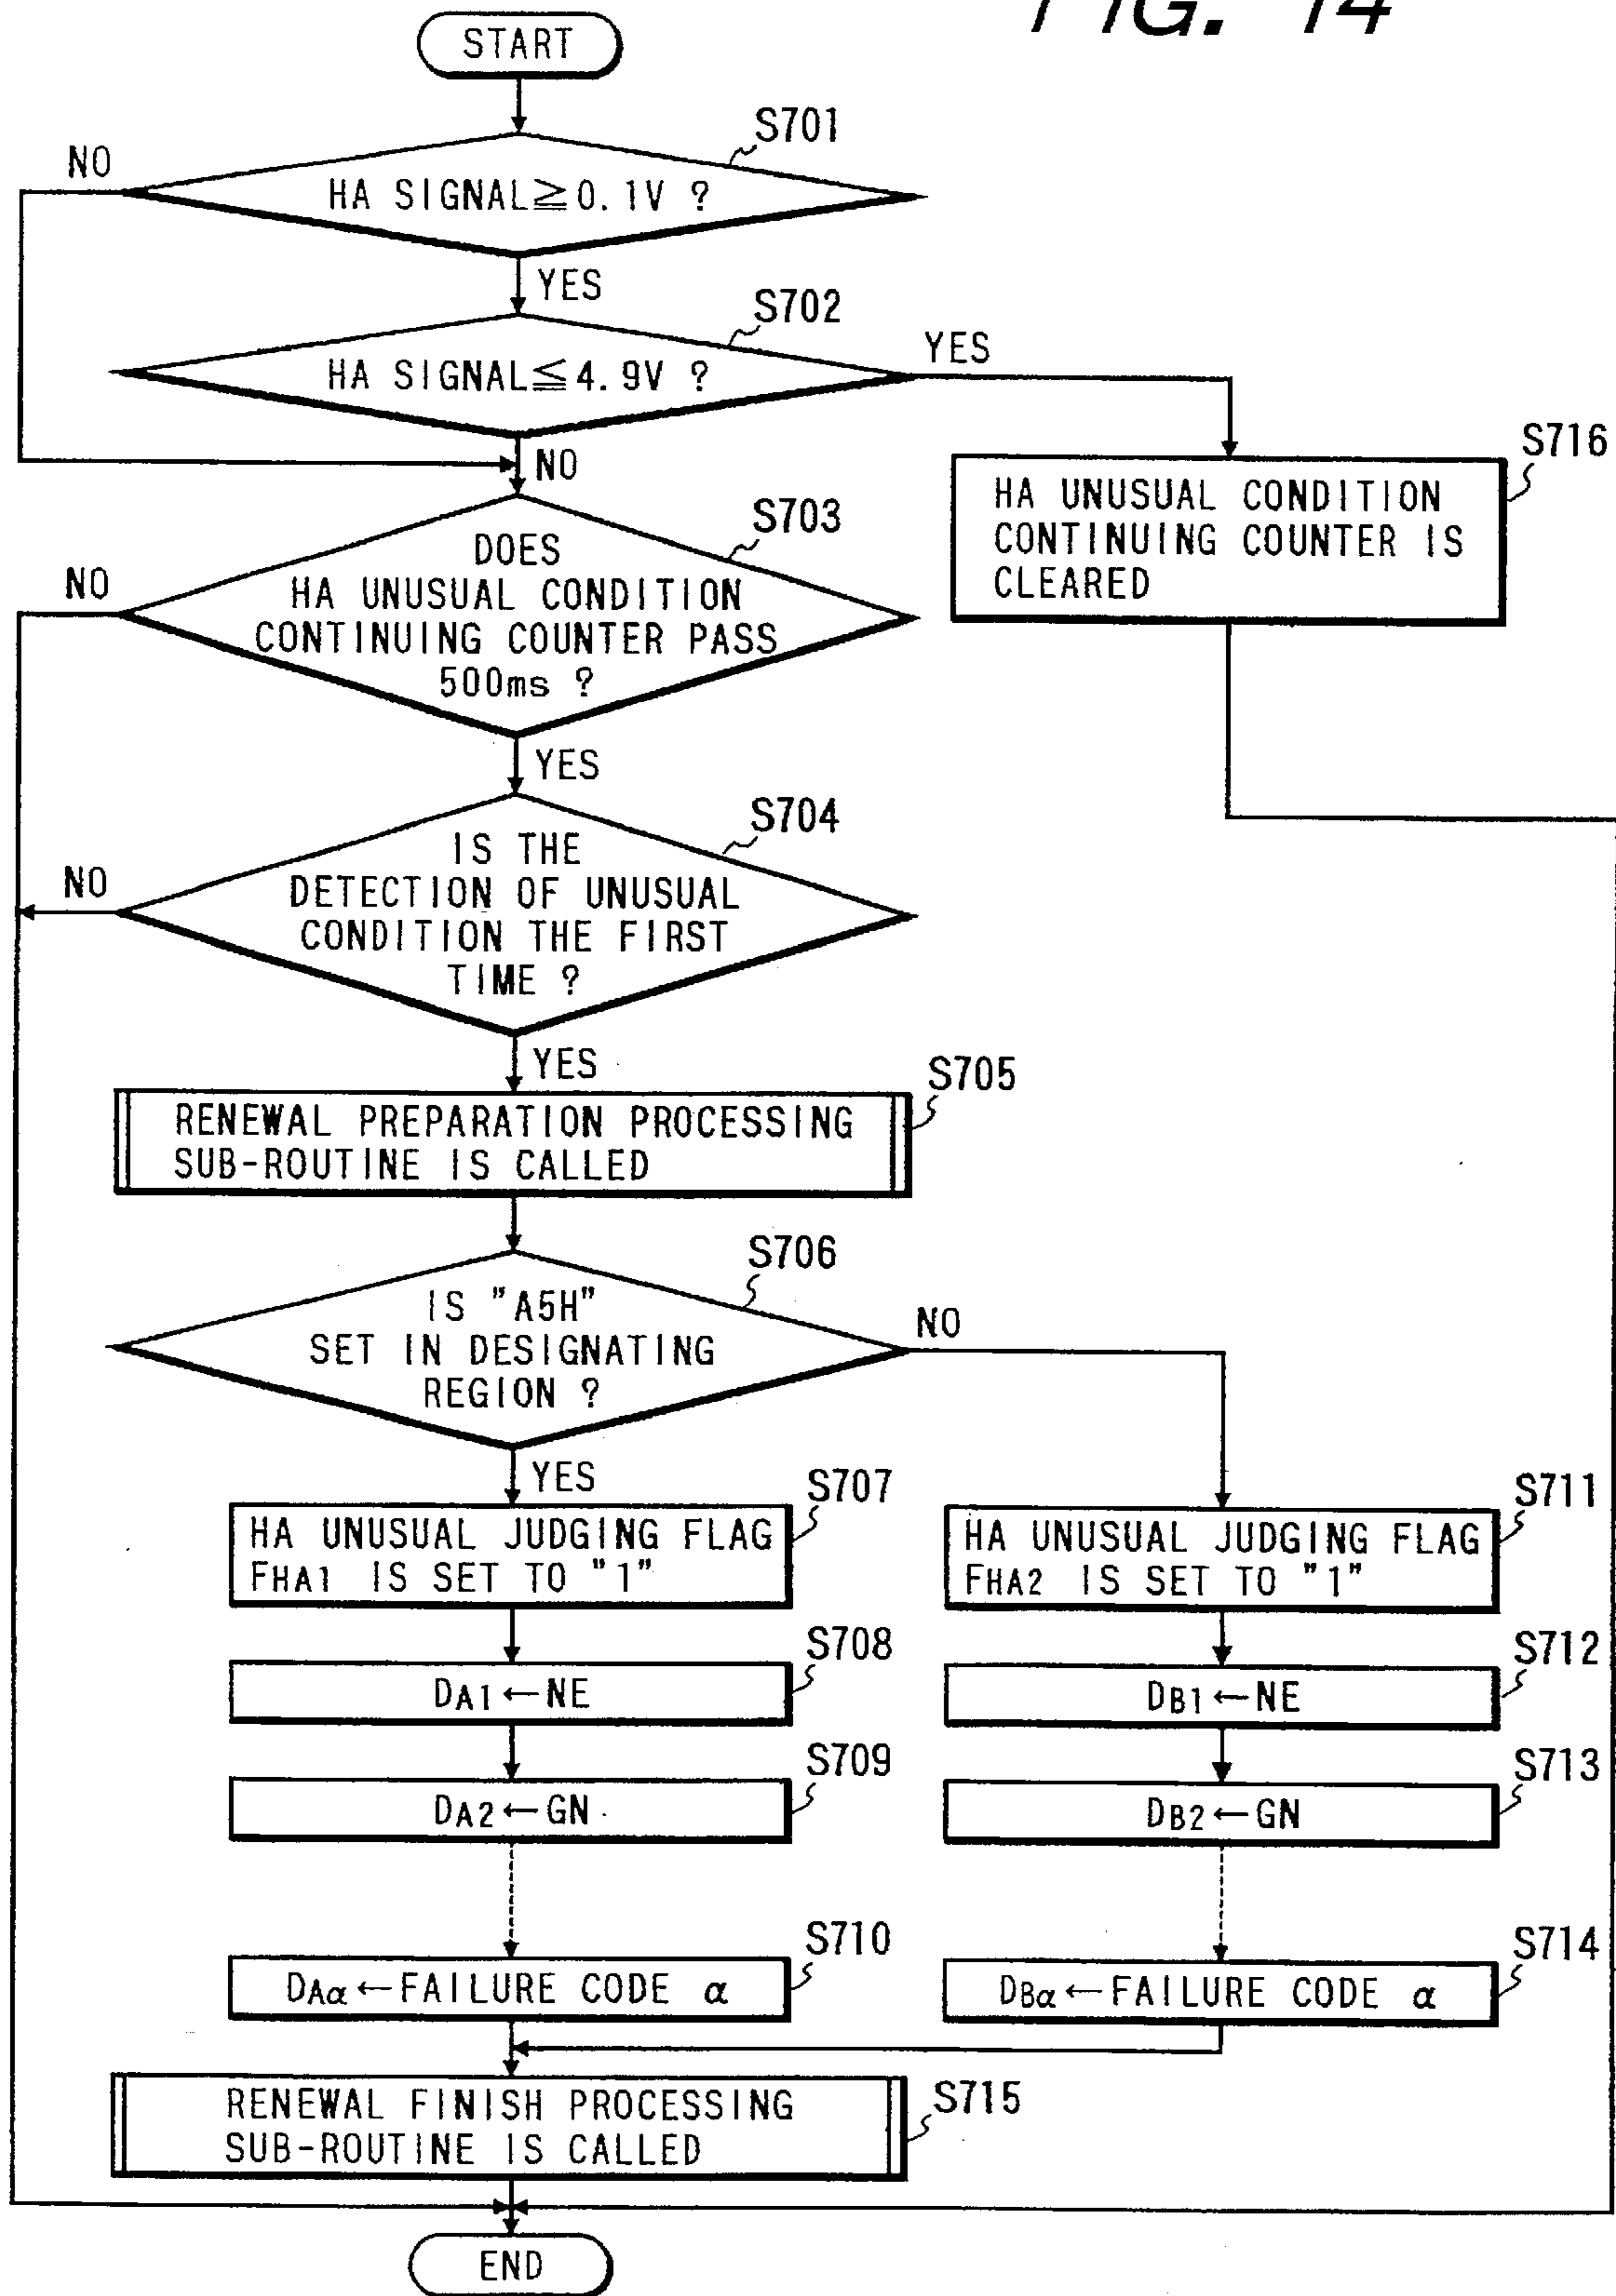 FIG. 14
START
S701
NO
HA SIGNAL≧0.1V ?
YES
S702
YES
HA SIGNAL≦4.9V ?
NO
S716
HA UNUSUAL CONDITION
CONTINUING COUNTER IS
CLEARED
S703
NO
DOES
HA UNUSUAL CONDITION
CONTINUING COUNTER PASS
500ms ?
YES
S704
NO
IS THE
DETECTION OF UNUSUAL
CONDITION THE FIRST
TIME ?
YES
S705
RENEWAL PREPARATION PROCESSING
SUB-ROUTINE IS CALLED
S706
NO
IS "A5H"
SET IN DESIGNATING
REGION ?
YES
S707
HA UNUSUAL JUDGING FLAG
FHA1 IS SET TO "1"
S711
HA UNUSUAL JUDGING FLAG
FHA2 IS SET TO "1"
S708
DA1←NE
S712
DB1←NE
S709
DA2←GN
S713
DB2←GN
S710
DAα←FAILURE CODE α
S714
DBα←FAILURE CODE α
S715
RENEWAL FINISH PROCESSING
SUB-ROUTINE IS CALLED
END